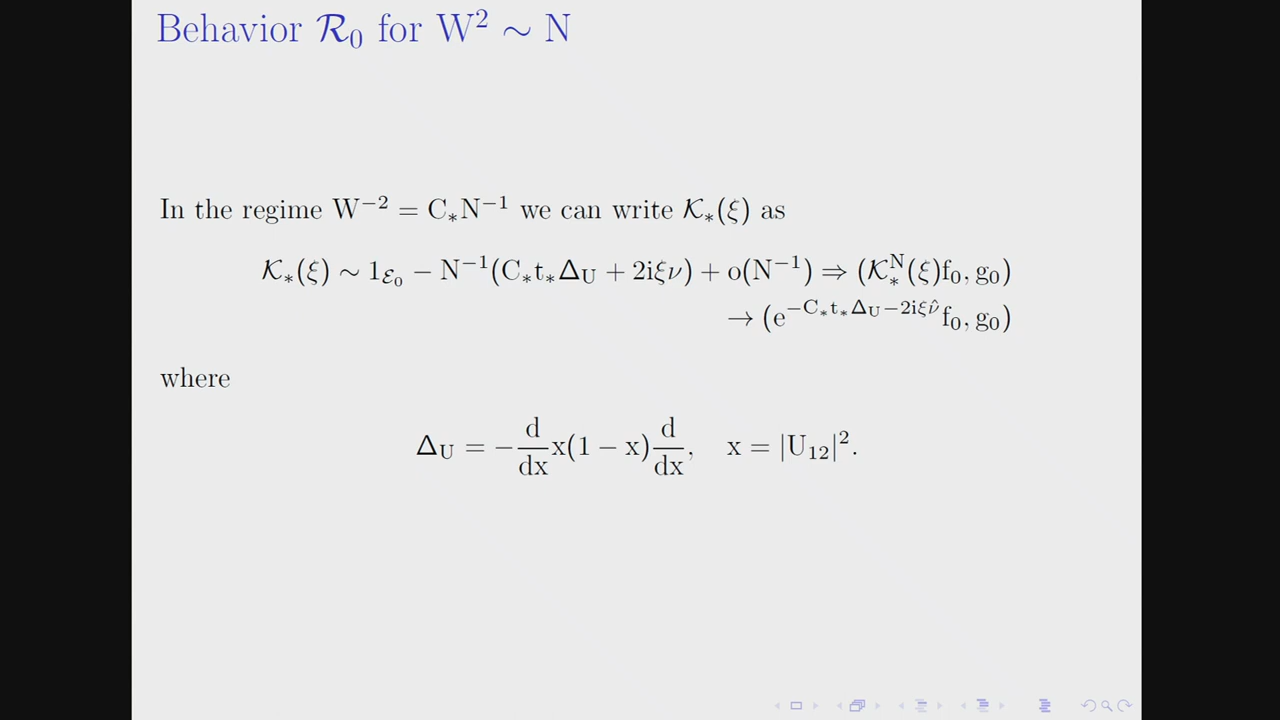 Behavior 𝓡₀ for W² ∼ N
In the regime W⁻² = C∗N⁻¹ we can write 𝒦∗(ξ) as
𝒦∗(ξ) ∼ 1_{ℰ₀} − N⁻¹(C∗t∗Δ_U + 2iξν) + o(N⁻¹) ⇒ (𝒦∗^N(ξ)f₀, g₀)
→ (e^{−C∗t∗Δ_U−2iξν̂}f₀, g₀)
where
Δ_U = −d/dx x(1 − x) d/dx, x = |U₁₂|².